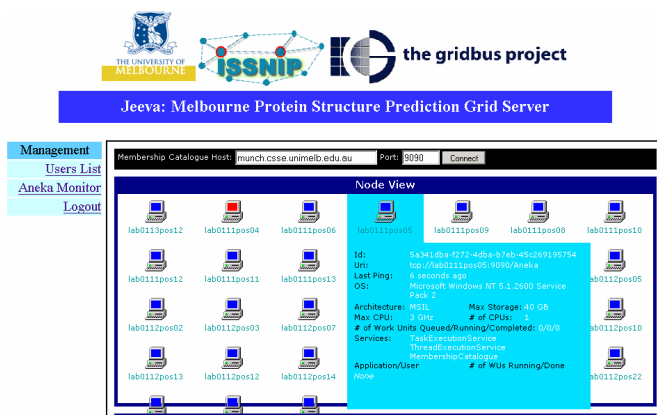 THE UNIVERSITY OF
MELBOURNE
ISSNIP
the gridbus project
Jeeva: Melbourne Protein Structure Prediction Grid Server
Management
Users List
Aneka Monitor
Logout
Membership Catalogue Host: munch.csse.unimelb.edu.au Port: 9090 Connect
Node View
lab0113pos12 lab0111pos04 lab0111pos06 lab0111pos05 lab0111pos09 lab0111pos08 lab0111pos10
lab0111pos12 lab0111pos11 lab0111pos13 ab0112pos05
lab0112pos02 lab0112pos03 lab0112pos07 ab0112pos10
lab0112pos13 lab0112pos12 lab0112pos14 ab0112pos22
Id: 5a341dba-f272-4dba-b7eb-45c269195754
Uri: tcp://lab0111pos05:9090/Aneka
Last Ping: 6 seconds ago
OS: Microsoft Windows NT 5.1.2600 Service
Pack 2
Architecture: MSIL Max Storage: 40 GB
Max CPU: 3 GHz # of CPUs: 1
# of Work Units Queued/Running/Completed: 0/0/0
Services: TaskExecutionService
ThreadExecutionService
MembershipCatalogue
Application/User # of WUs Running/Done
None